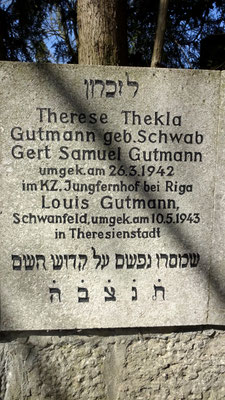 לזכרון
Therese Thekla
Gutmann geb. Schwab
Gert Samuel Gutmann
umgek. am 26.3.1942
im KZ. Jungfernhof bei Riga
Louis Gutmann,
Schwanfeld, umgek. am 10.5.1943
in Theresienstadt
שמסרו נפשם על קדוש השם
ת נ צ ב ה